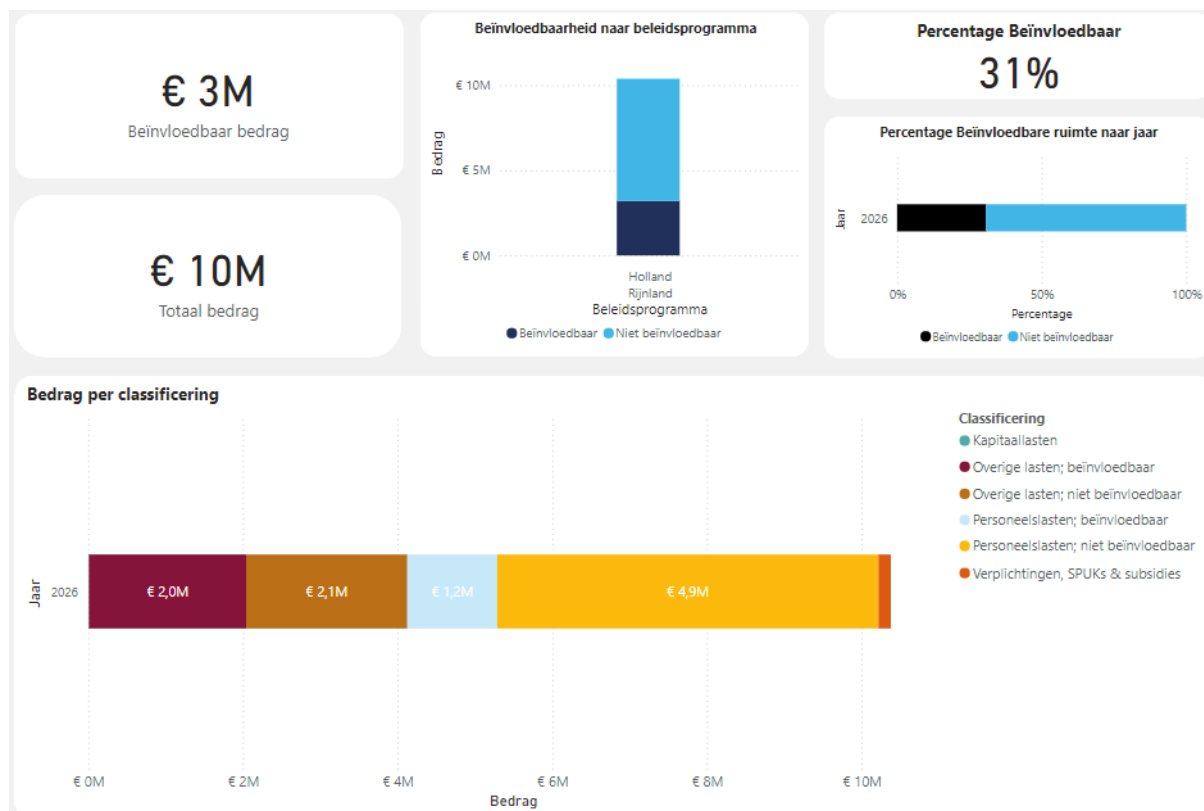 € 3M
Beïnvloedbaar bedrag
€ 10M
Totaal bedrag
Beïnvloedbaarheid naar beleidsprogramma
€ 10M
€ 5M
€ 0M
Bedrag
Holland
Rijnland
Beleidsprogramma
Beïnvloedbaar Niet beïnvloedbaar
Percentage Beïnvloedbaar
31%
Percentage Beïnvloedbare ruimte naar jaar
Jaar
2026
0% 50% 100%
Percentage
Beïnvloedbaar Niet beïnvloedbaar
Bedrag per classificering
Jaar
2026
€ 2,0M € 2,1M € 1,2M € 4,9M
€ 0M € 2M € 4M € 6M € 8M € 10M
Bedrag
Classificering
Kapitaallasten
Overige lasten; beïnvloedbaar
Overige lasten; niet beïnvloedbaar
Personeelslasten; beïnvloedbaar
Personeelslasten; niet beïnvloedbaar
Verplichtingen, SPUKs & subsidies